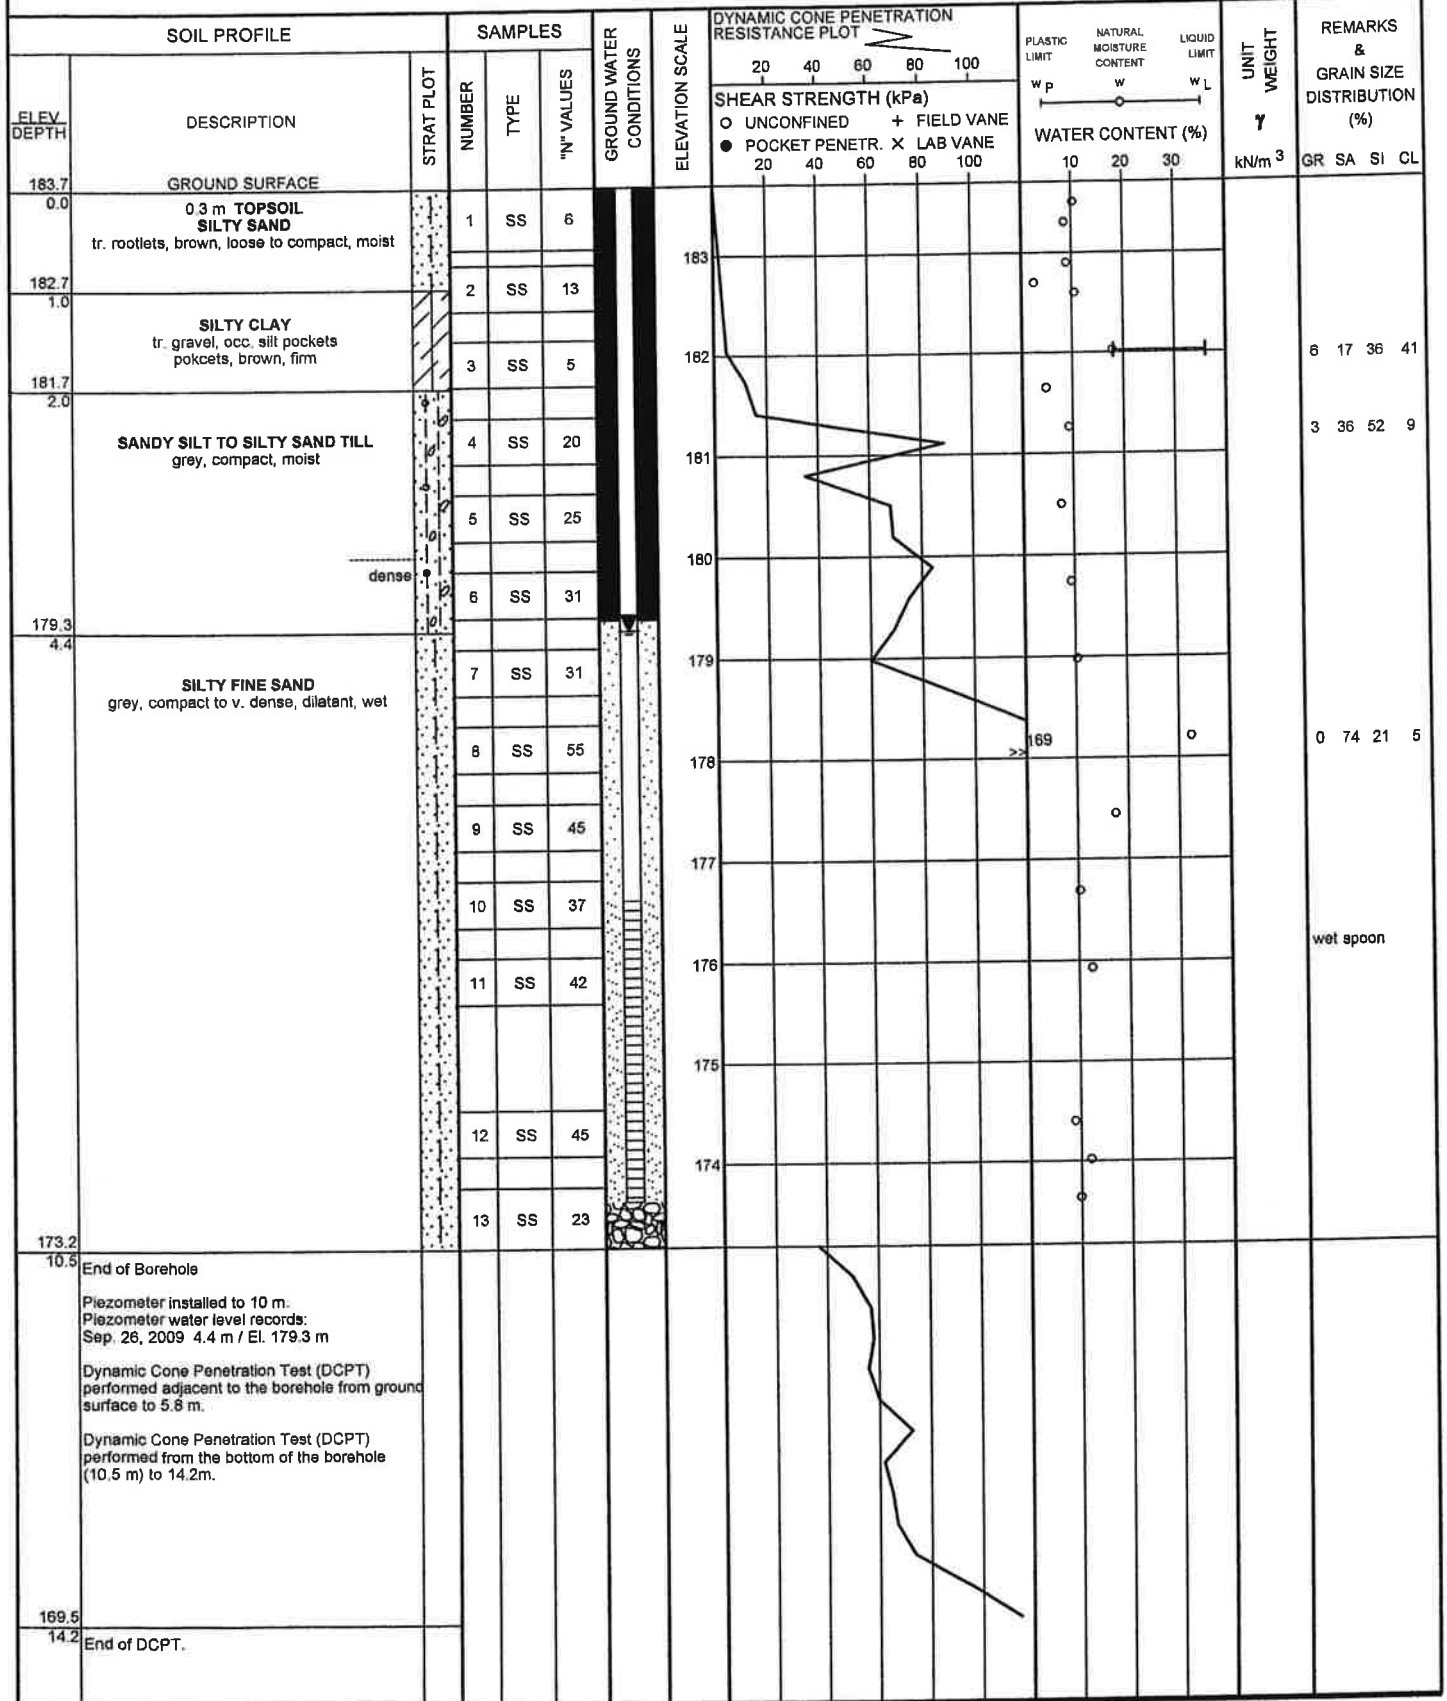 SOIL PROFILE
SAMPLES
GROUND WATER CONDITIONS
ELEVATION SCALE
DYNAMIC CONE PENETRATION
RESISTANCE PLOT
20 40 60 80 100
PLASTIC LIMIT
NATURAL MOISTURE CONTENT
LIQUID LIMIT
w P
w
w L
UNIT WEIGHT
γ
kN/m 3
REMARKS
&
GRAIN SIZE
DISTRIBUTION
(%)
ELEV
DEPTH
DESCRIPTION
STRAT PLOT
NUMBER
TYPE
"N" VALUES
SHEAR STRENGTH (kPa)
O UNCONFINED + FIELD VANE
● POCKET PENETR. X LAB VANE
20 40 60 80 100
WATER CONTENT (%)
10 20 30
GR SA SI CL
183.7
GROUND SURFACE
0.0
0.3 m TOPSOIL
SILTY SAND
tr. rootlets, brown, loose to compact, moist
1 SS 6
183
182.7
1.0
2 SS 13
SILTY CLAY
tr. gravel, occ. silt pockets
pokcets, brown, firm
182
6 17 36 41
3 SS 5
181.7
2.0
3 36 52 9
SANDY SILT TO SILTY SAND TILL
grey, compact, moist
4 SS 20
181
5 SS 25
180
dense
6 SS 31
179.3
4.4
179
7 SS 31
SILTY FINE SAND
grey, compact to v. dense, dilatant, wet
169
>>
0 74 21 5
8 SS 55
178
9 SS 45
177
10 SS 37
wet spoon
176
11 SS 42
175
12 SS 45
174
13 SS 23
173.2
10.5
End of Borehole
Piezometer installed to 10 m.
Piezometer water level records:
Sep. 26, 2009 4.4 m / El. 179.3 m
Dynamic Cone Penetration Test (DCPT)
performed adjacent to the borehole from ground
surface to 5.8 m.
Dynamic Cone Penetration Test (DCPT)
performed from the bottom of the borehole
(10.5 m) to 14.2m.
169.5
14.2
End of DCPT.